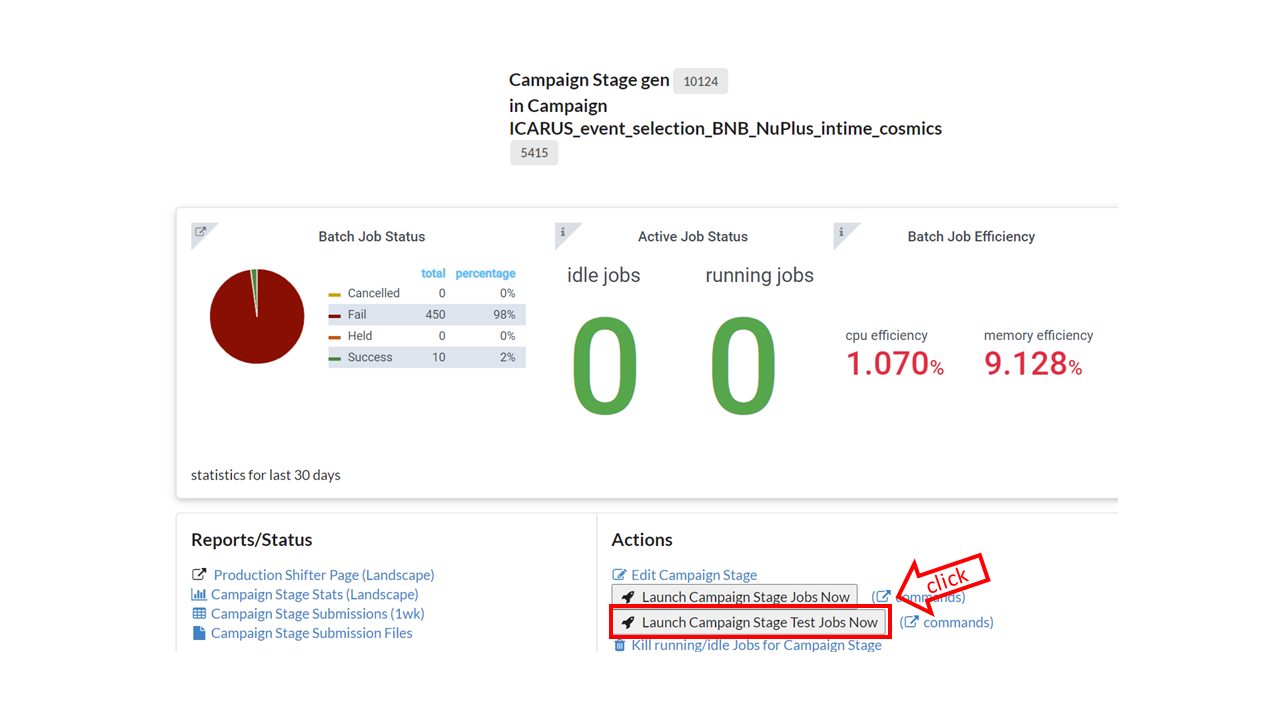 Campaign Stage gen 10124
in Campaign
ICARUS_event_selection_BNB_NuPlus_intime_cosmics
5415
Batch Job Status
total percentage
Cancelled 0 0%
Fail 450 98%
Held 0 0%
Success 10 2%
Active Job Status
idle jobs running jobs
0 0
Batch Job Efficiency
cpu efficiency memory efficiency
1.070% 9.128%
statistics for last 30 days
Reports/Status
Production Shifter Page (Landscape)
Campaign Stage Stats (Landscape)
Campaign Stage Submissions (1wk)
Campaign Stage Submission Files
Actions
Edit Campaign Stage
Launch Campaign Stage Jobs Now ( commands)
click
Launch Campaign Stage Test Jobs Now ( commands)
Kill running/idle Jobs for Campaign Stage